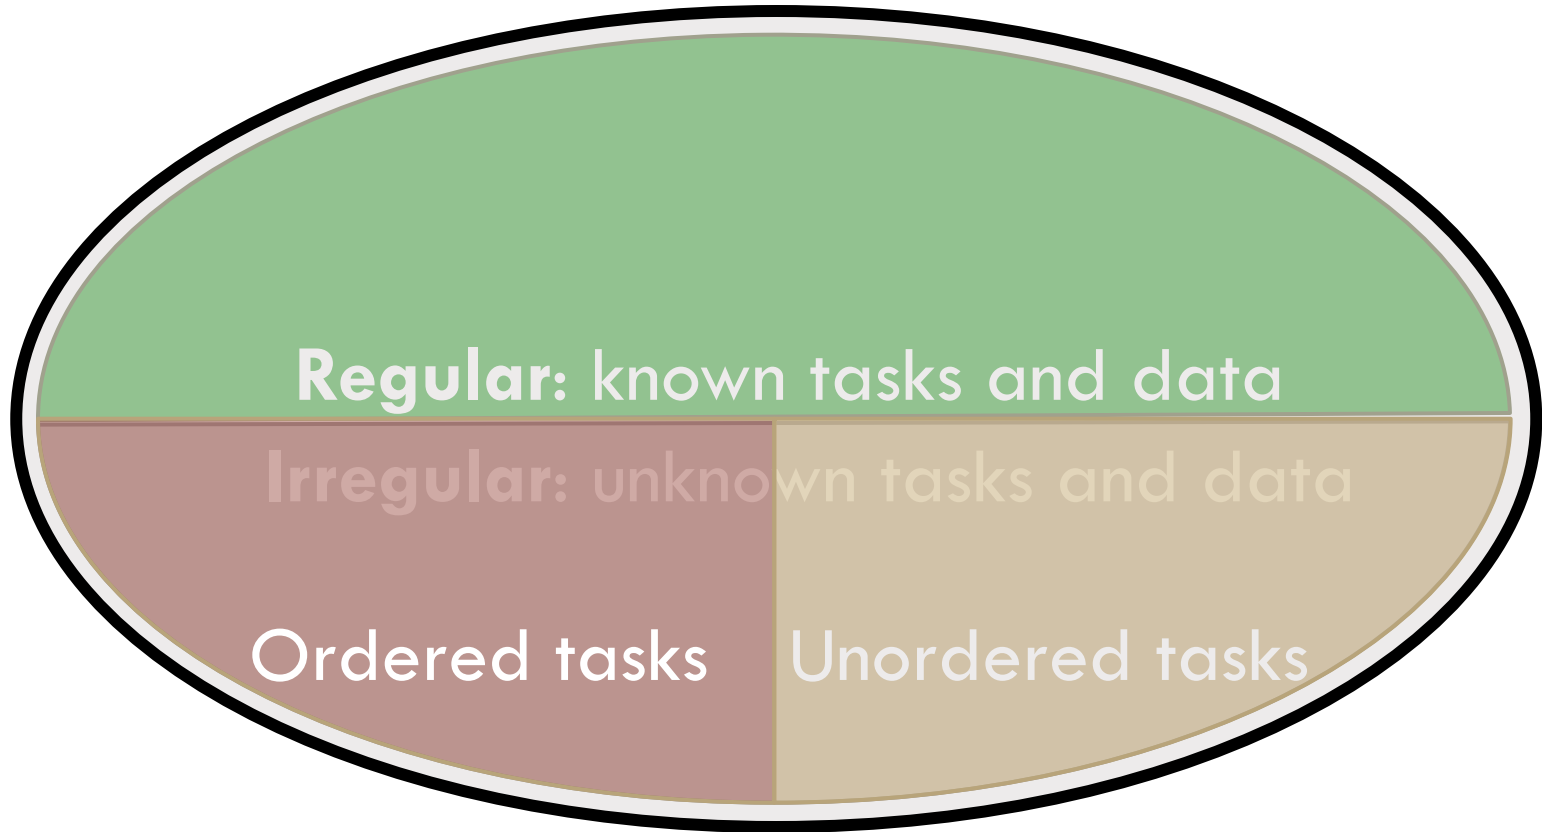 Regular: known tasks and data
Irregular: unknown tasks and data
Ordered tasks
Unordered tasks